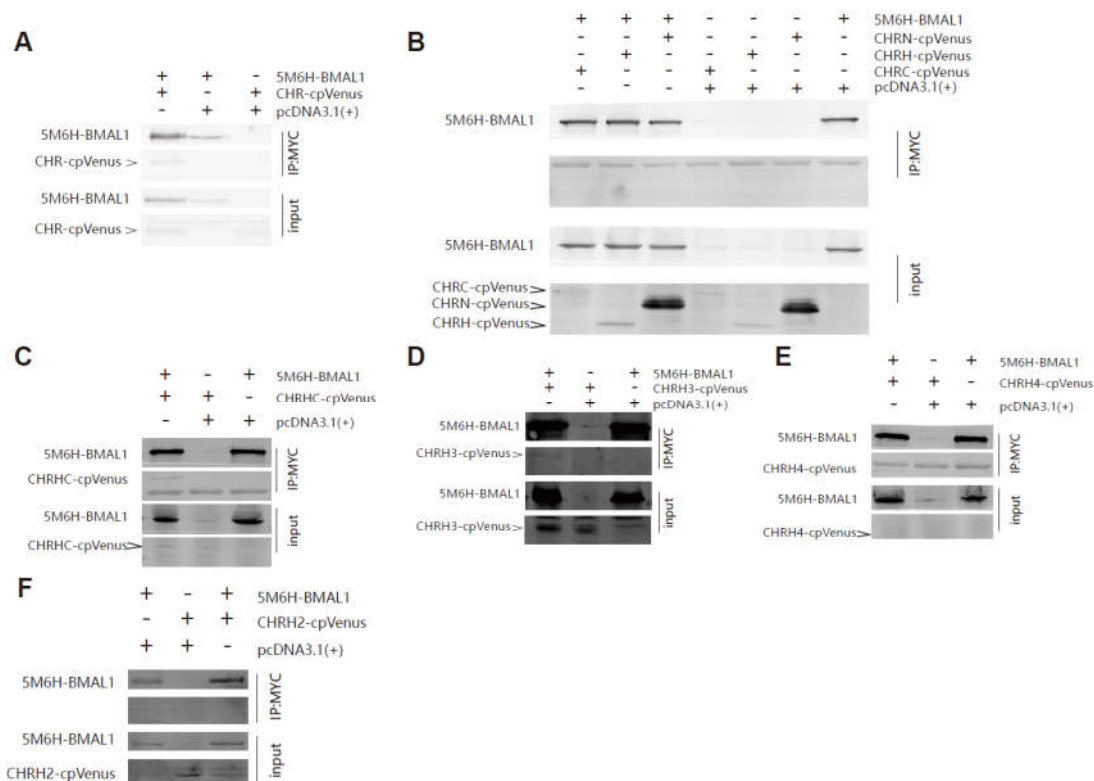 A
+ + - 5M6H-BMAL1
+ - + CHR-cpVenus
- + + pcDNA3.1(+)
5M6H-BMAL1
CHR-cpVenus >
IP:MYC
5M6H-BMAL1
CHR-cpVenus >
input
B
+ + + - - - + 5M6H-BMAL1
- - + - - + - CHRN-cpVenus
- + - - + - - CHRH-cpVenus
+ - - + - - - CHRC-cpVenus
- - - + + + + pcDNA3.1(+)
5M6H-BMAL1
IP:MYC
5M6H-BMAL1
input
CHRC-cpVenus >
CHRN-cpVenus >
CHRH-cpVenus >
C
+ - + 5M6H-BMAL1
+ + - CHRHC-cpVenus
- + + pcDNA3.1(+)
5M6H-BMAL1
CHRHC-cpVenus
IP:MYC
5M6H-BMAL1
CHRHC-cpVenus >
input
D
+ - + 5M6H-BMAL1
+ + - CHRH3-cpVenus
- + + pcDNA3.1(+)
5M6H-BMAL1
CHRH3-cpVenus >
IP:MYC
5M6H-BMAL1
CHRH3-cpVenus >
input
E
+ - + 5M6H-BMAL1
+ + - CHRH4-cpVenus
- + + pcDNA3.1(+)
5M6H-BMAL1
CHRH4-cpVenus
IP:MYC
5M6H-BMAL1
CHRH4-cpVenus >
input
F
+ - + 5M6H-BMAL1
- + + CHRH2-cpVenus
+ + - pcDNA3.1(+)
5M6H-BMAL1
IP:MYC
5M6H-BMAL1
CHRH2-cpVenus
input